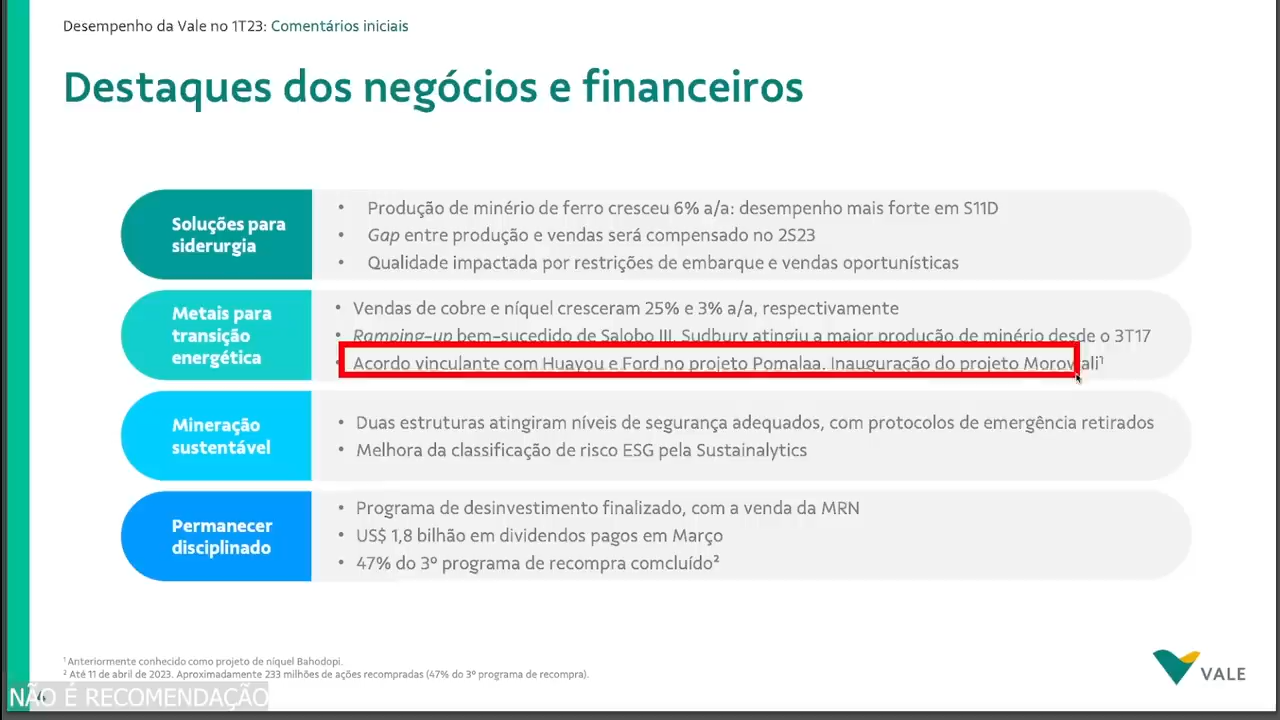 Desempenho da Vale no 1T23: Comentários iniciais
Destaques dos negócios e financeiros
Soluções para
siderurgia
• Produção de minério de ferro cresceu 6% a/a: desempenho mais forte em S11D
• Gap entre produção e vendas será compensado no 2S23
• Qualidade impactada por restrições de embarque e vendas oportunísticas
Metais para
transição
energética
• Vendas de cobre e níquel cresceram 25% e 3% a/a, respectivamente
• Ramping-up bem-sucedido de Salobo III. Sudbury atingiu a maior produção de minério desde o 3T17
• Acordo vinculante com Huayou e Ford no projeto Pomalaa. Inauguração do projeto Morowali¹
Mineração
sustentável
• Duas estruturas atingiram níveis de segurança adequados, com protocolos de emergência retirados
• Melhora da classificação de risco ESG pela Sustainalytics
Permanecer
disciplinado
• Programa de desinvestimento finalizado, com a venda da MRN
• US$ 1,8 bilhão em dividendos pagos em Março
• 47% do 3º programa de recompra comcluído²
¹ Anteriormente conhecido como projeto de níquel Bahodopi.
² Até 11 de abril de 2023. Aproximadamente 233 milhões de ações recompradas (47% do 3º programa de recompra).
NÃO É RECOMENDAÇÃO
VALE